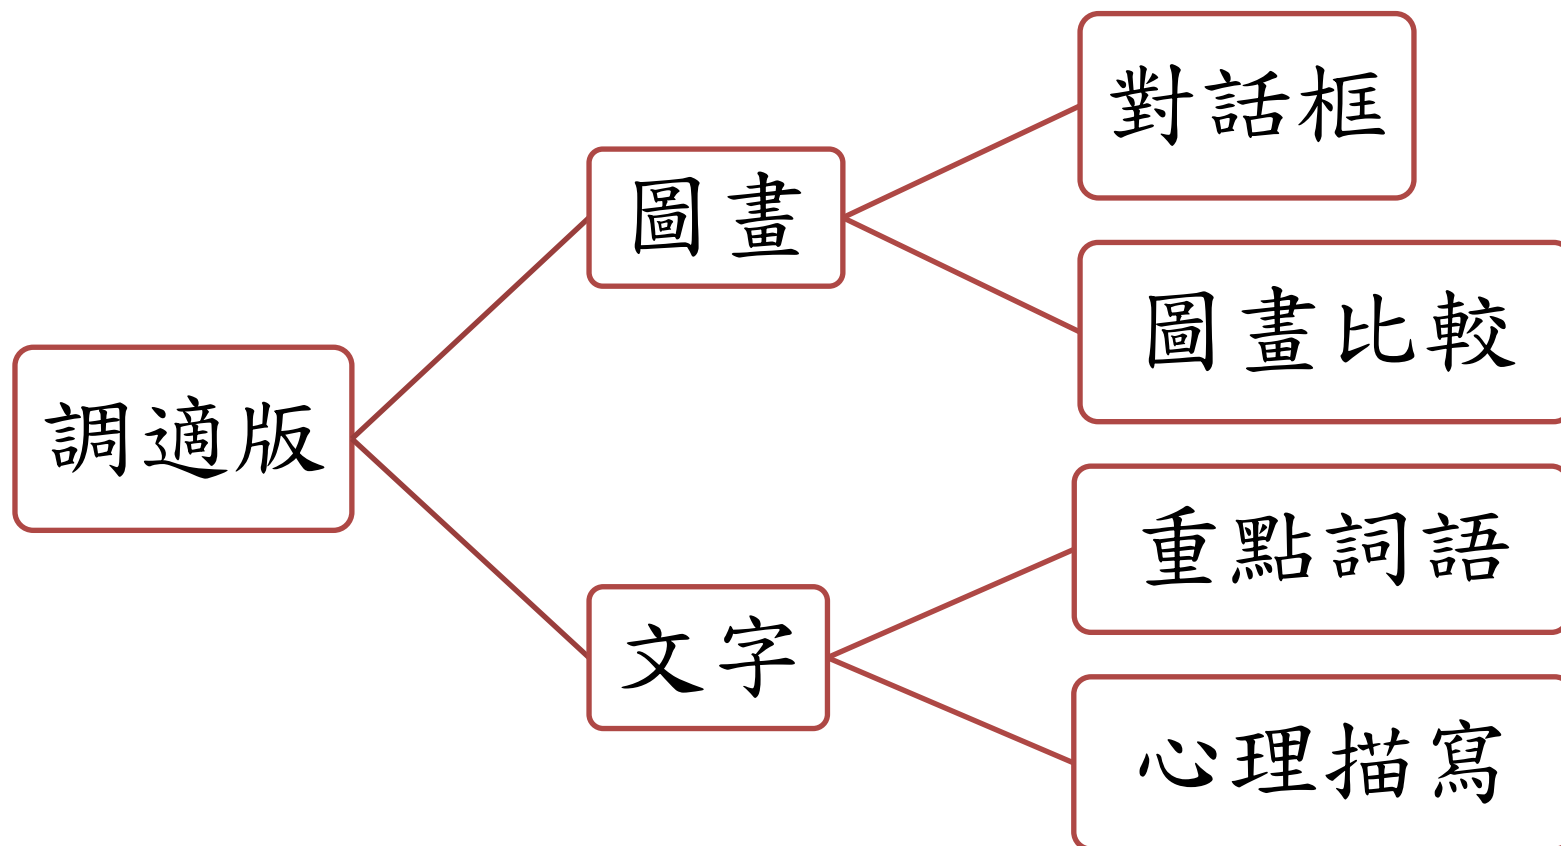 調適版
圖畫
對話框
圖畫比較
文字
重點詞語
心理描寫